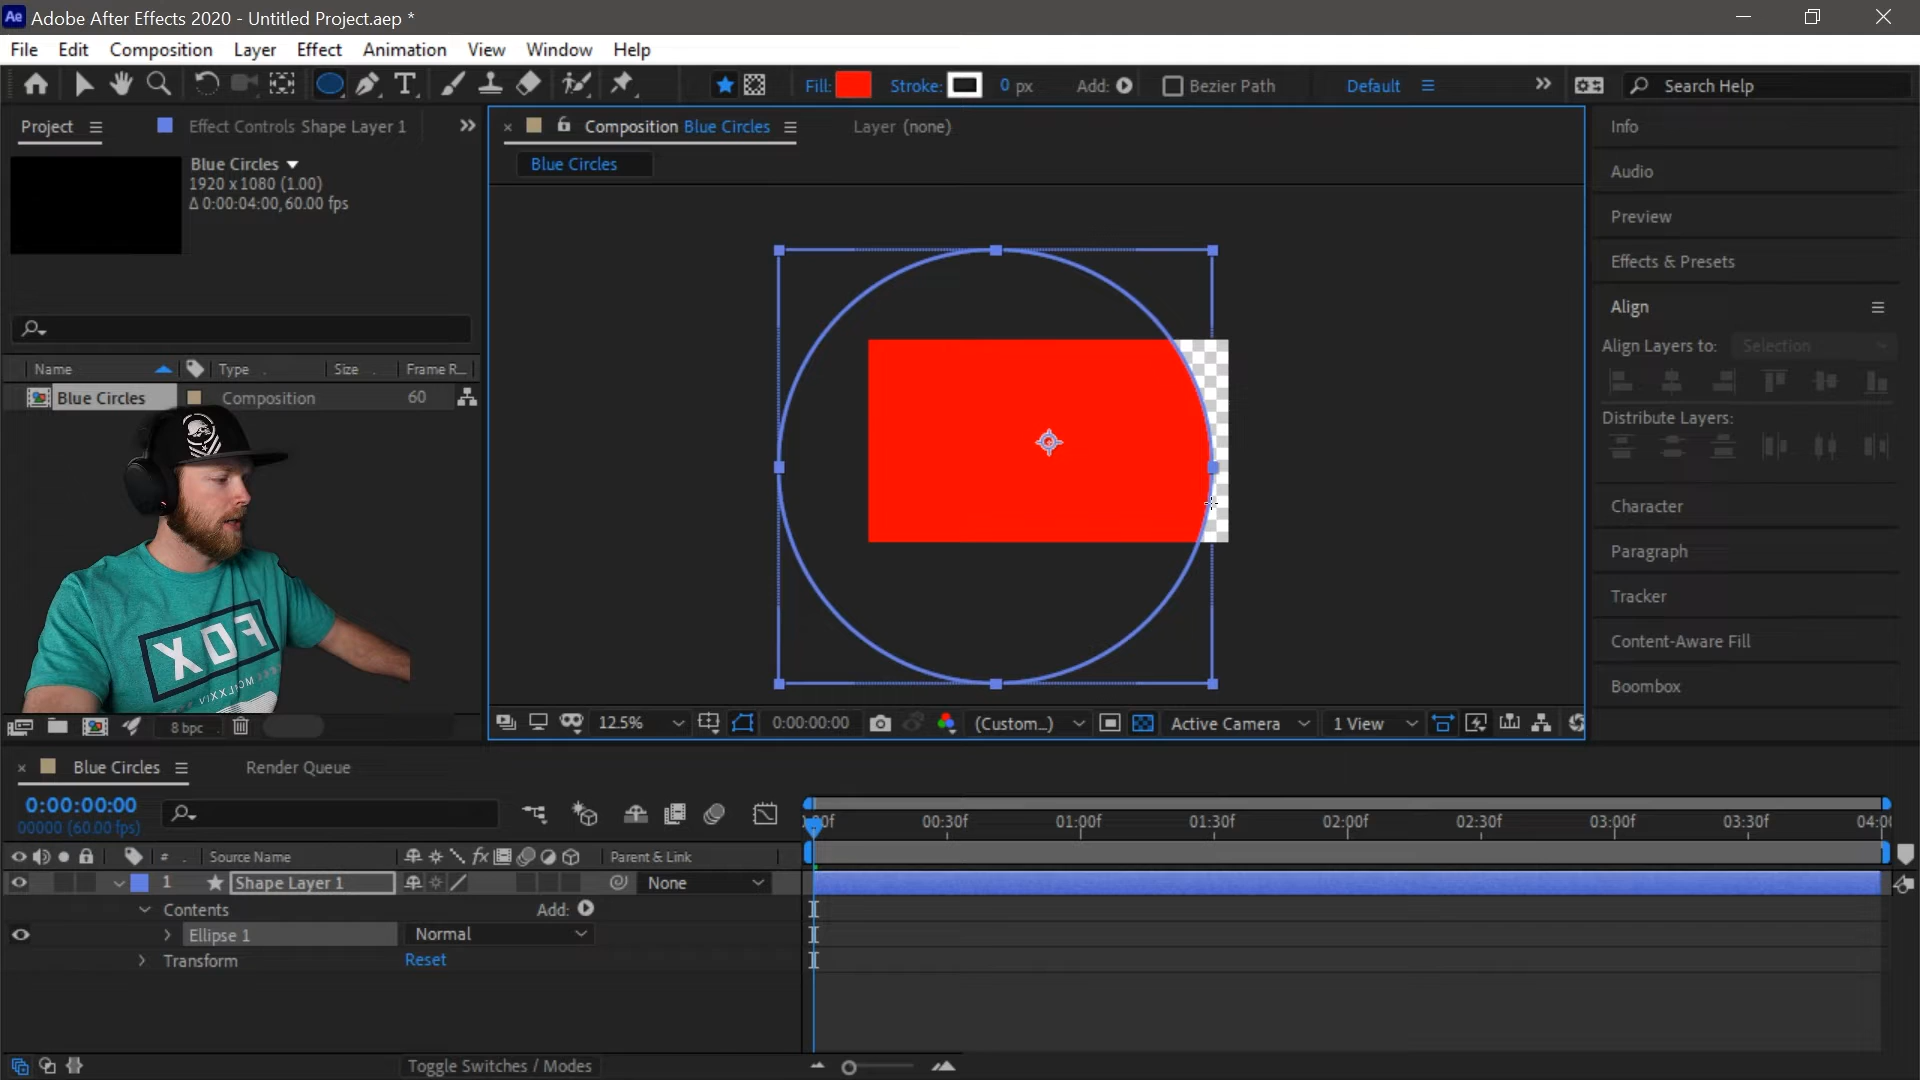 Ae Adobe After Effects 2020 - Untitled Project.aep *
File Edit Composition Layer Effect Animation View Window Help
T Fill: Stroke: 0 px Add: Bezier Path Default Search Help
Project Effect Controls Shape Layer 1
Composition Blue Circles Layer (none)
Blue Circles
Blue Circles
1920 x 1080 (1.00)
Δ 0:00:04:00, 60.00 fps
Name Type Size Frame R...
Blue Circles Composition 60
FOX
MCLXXIV
8 bpc
12.5% 0:00:00:00 (Custom...) Active Camera 1 View
Info
Audio
Preview
Effects & Presets
Align
Align Layers to: Selection
Distribute Layers:
Character
Paragraph
Tracker
Content-Aware Fill
Boombox
Blue Circles Render Queue
0:00:00:00
00000 (60.00 fps)
00:30f 01:00f 01:30f 02:00f 02:30f 03:00f 03:30f
# Source Name fx Parent & Link
1 Shape Layer 1 None
Contents Add:
Ellipse 1 Normal
Transform Reset
Toggle Switches / Modes